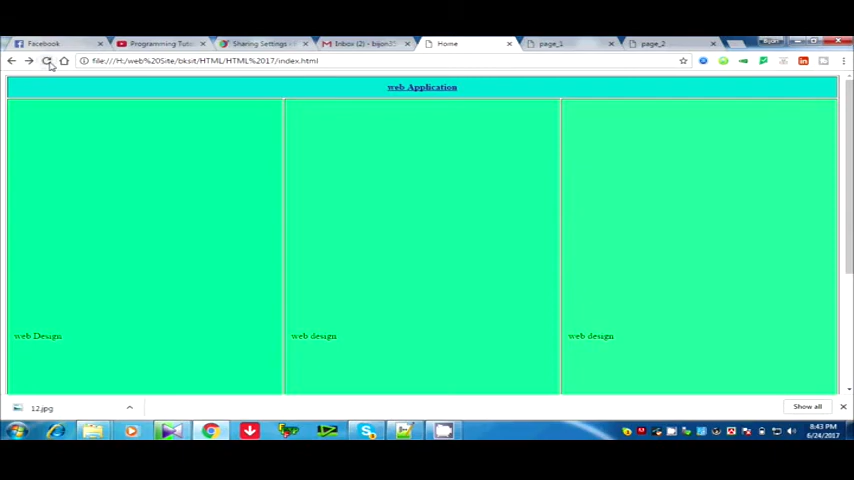 Facebook
Programming Tuto
Sharing Settings
Inbox (2) - bijon35
Home
page_1
page_2
file:///H:/web%20Site/bksit/HTML/HTML%2017/index.html
web Application
web Design
web design
web design
12.jpg
Show all
8:43 PM
6/24/2017